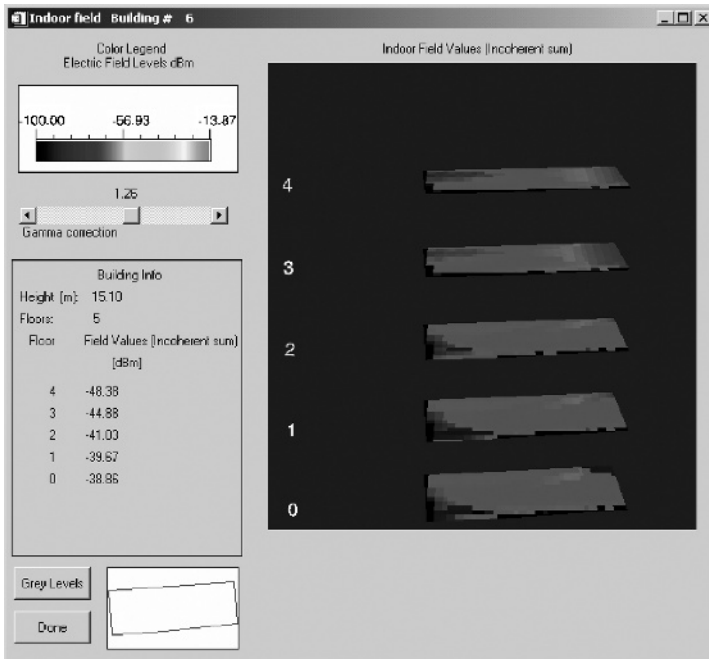 Indoor field Building # 6
Color Legend
Electric Field Levels dBm
-100.00 -56.93 -13.87
1.26
Gamma correction
Building Info
Height [m]: 15.10
Floors: 5
Floor Field Values (Incoherent sum)
[dBm]
4 -48.38
3 -44.88
2 -41.03
1 -39.67
0 -38.86
Grey Levels
Done
Indoor Field Values (Incoherent sum)
4
3
2
1
0